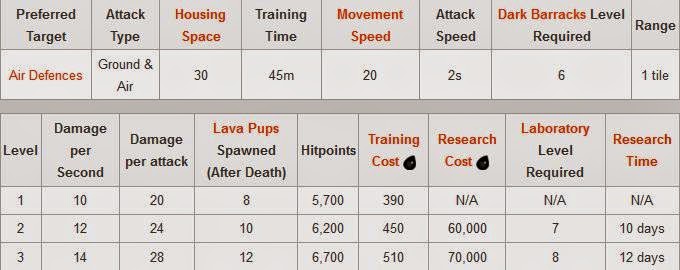 Preferred Target Attack Type Housing Space Training Time Movement Speed Attack Speed Dark Barracks Level Required Range
Air Defences Ground & Air 30 45m 20 2s 6 1 tile
Level Damage per Second Damage per attack Lava Pups Spawned (After Death) Hitpoints Training Cost Research Cost Laboratory Level Required Research Time
1 10 20 8 5,700 390 N/A N/A N/A
2 12 24 10 6,200 450 60,000 7 10 days
3 14 28 12 6,700 510 70,000 8 12 days